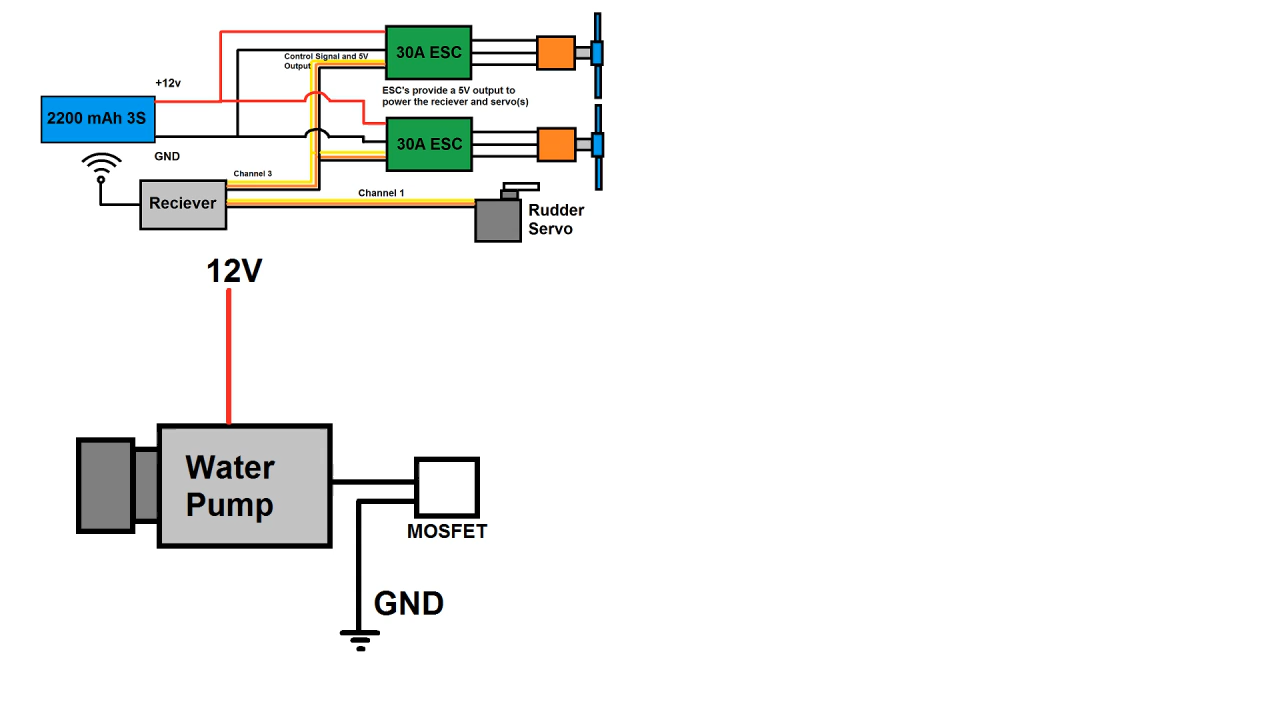 Control Signal and 5V
Output
30A ESC
+12v
ESC's provide a 5V output to
power the reciever and servo(s)
2200 mAh 3S
30A ESC
GND
Channel 3
Channel 1
Reciever
Rudder
Servo
12V
Water
Pump
MOSFET
GND